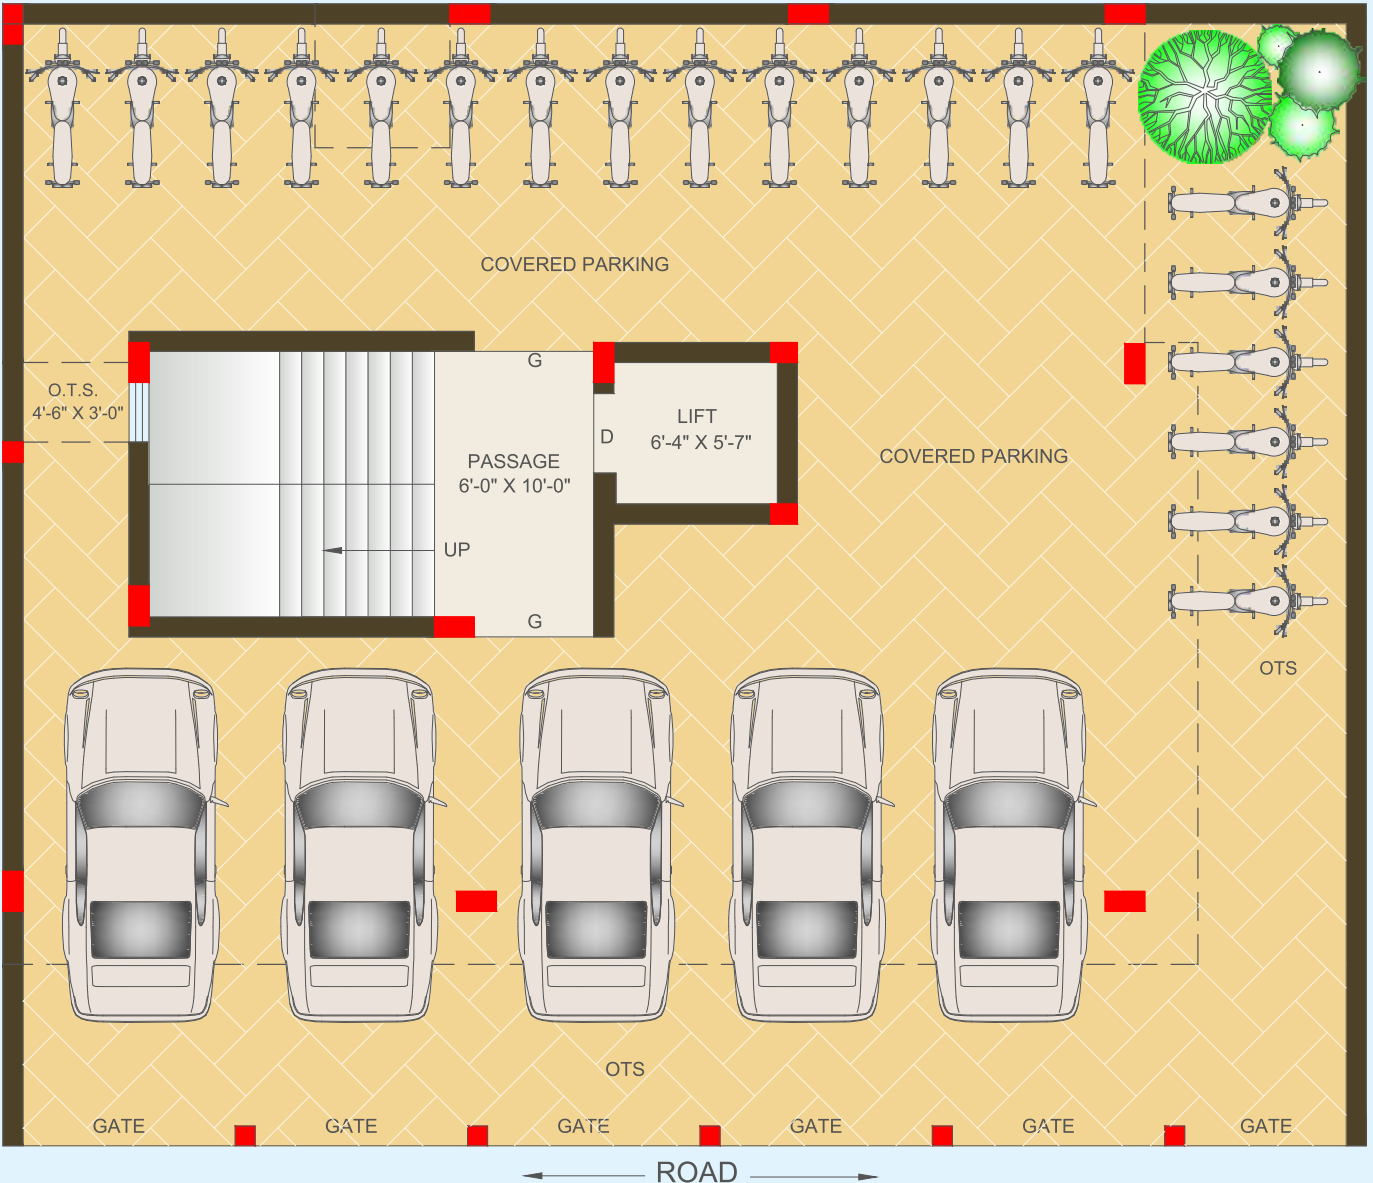 COVERED PARKING
G
O.T.S.
4'-6" X 3'-0"
LIFT
6'-4" X 5'-7"
D
PASSAGE
6'-0" X 10'-0"
COVERED PARKING
UP
G
OTS
OTS
GATE
GATE
GATE
GATE
GATE
GATE
ROAD